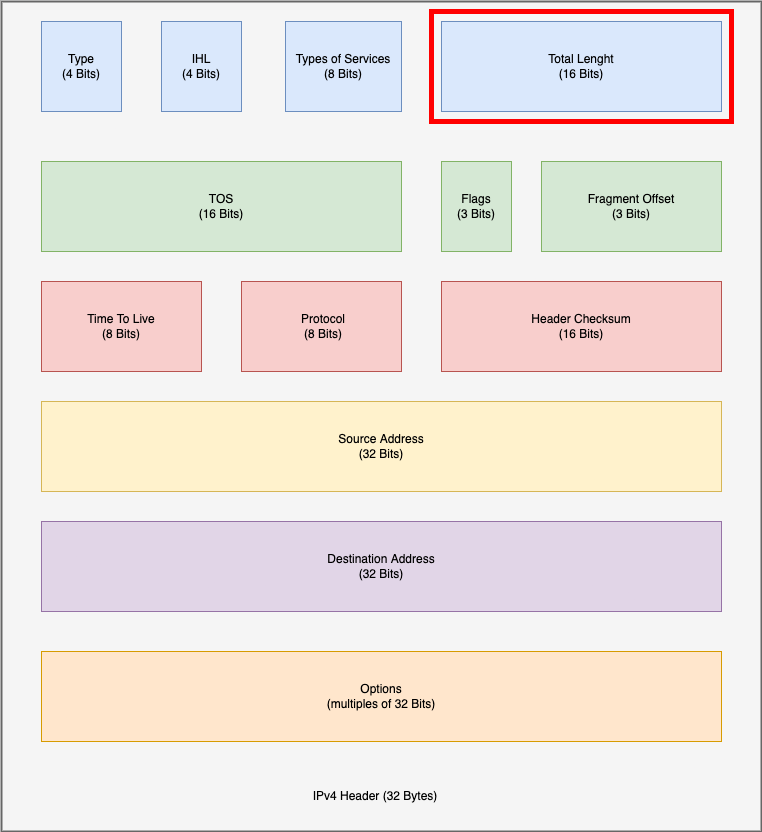 Type
(4 Bits)
IHL
(4 Bits)
Types of Services
(8 Bits)
Total Lenght
(16 Bits)
TOS
(16 Bits)
Flags
(3 Bits)
Fragment Offset
(3 Bits)
Time To Live
(8 Bits)
Protocol
(8 Bits)
Header Checksum
(16 Bits)
Source Address
(32 Bits)
Destination Address
(32 Bits)
Options
(multiples of 32 Bits)
IPv4 Header (32 Bytes)